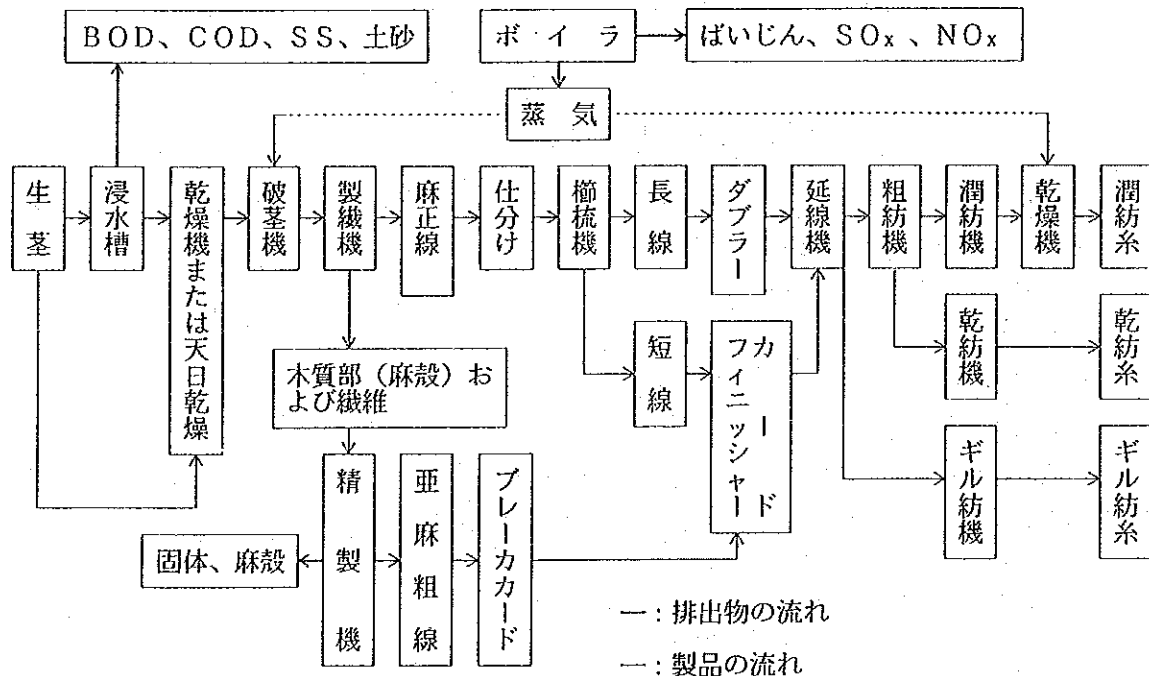 BOD、COD、SS、土砂
ボイラ
ばいじん、SOx、NOx
蒸気
生茎
浸水槽
乾燥機または天日乾燥
破茎機
製繊機
麻正線
仕分け
櫛梳機
長線
ダブラー
延線機
粗紡機
潤紡機
乾燥機
潤紡糸
短線
カード
フィニッシャー
乾紡機
乾紡糸
木質部（麻殻）お
よび繊維
ギル紡機
ギル紡糸
精製機
亜麻粗線
ブレーカカード
固体、麻殻
―：排出物の流れ
―：製品の流れ